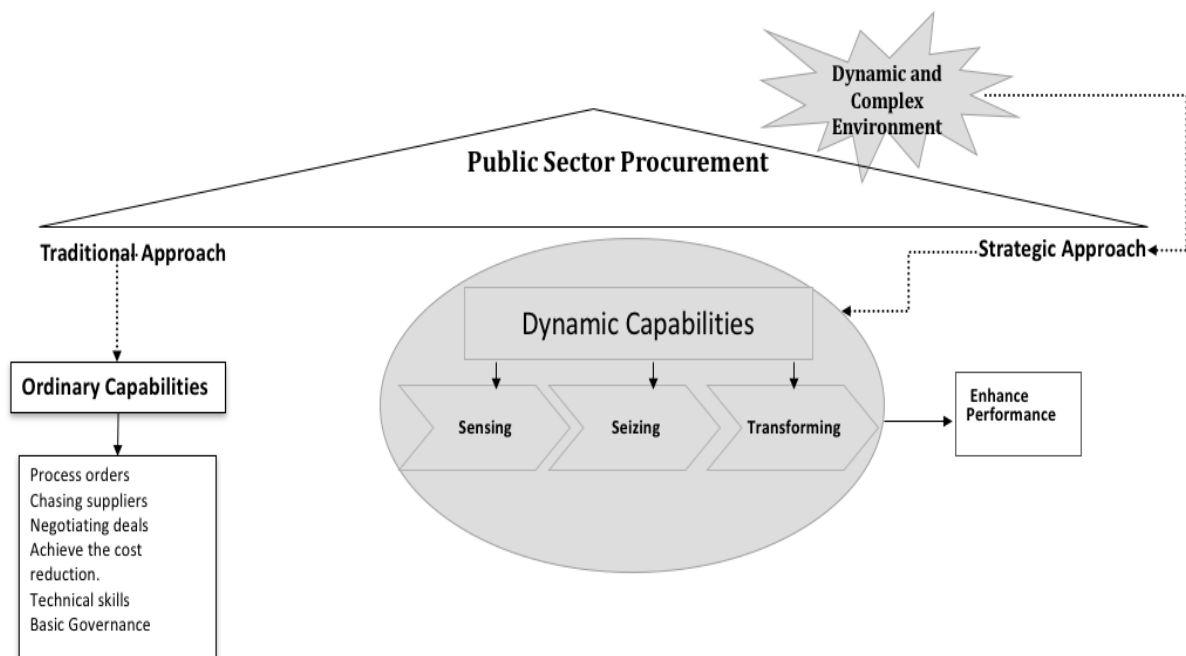 Dynamic and
Complex
Environment
Public Sector Procurement
Traditional Approach
Strategic Approach
Dynamic Capabilities
Ordinary Capabilities
Sensing
Seizing
Transforming
Enhance
Performance
Process orders
Chasing suppliers
Negotiating deals
Achieve the cost
reduction.
Technical skills
Basic Governance